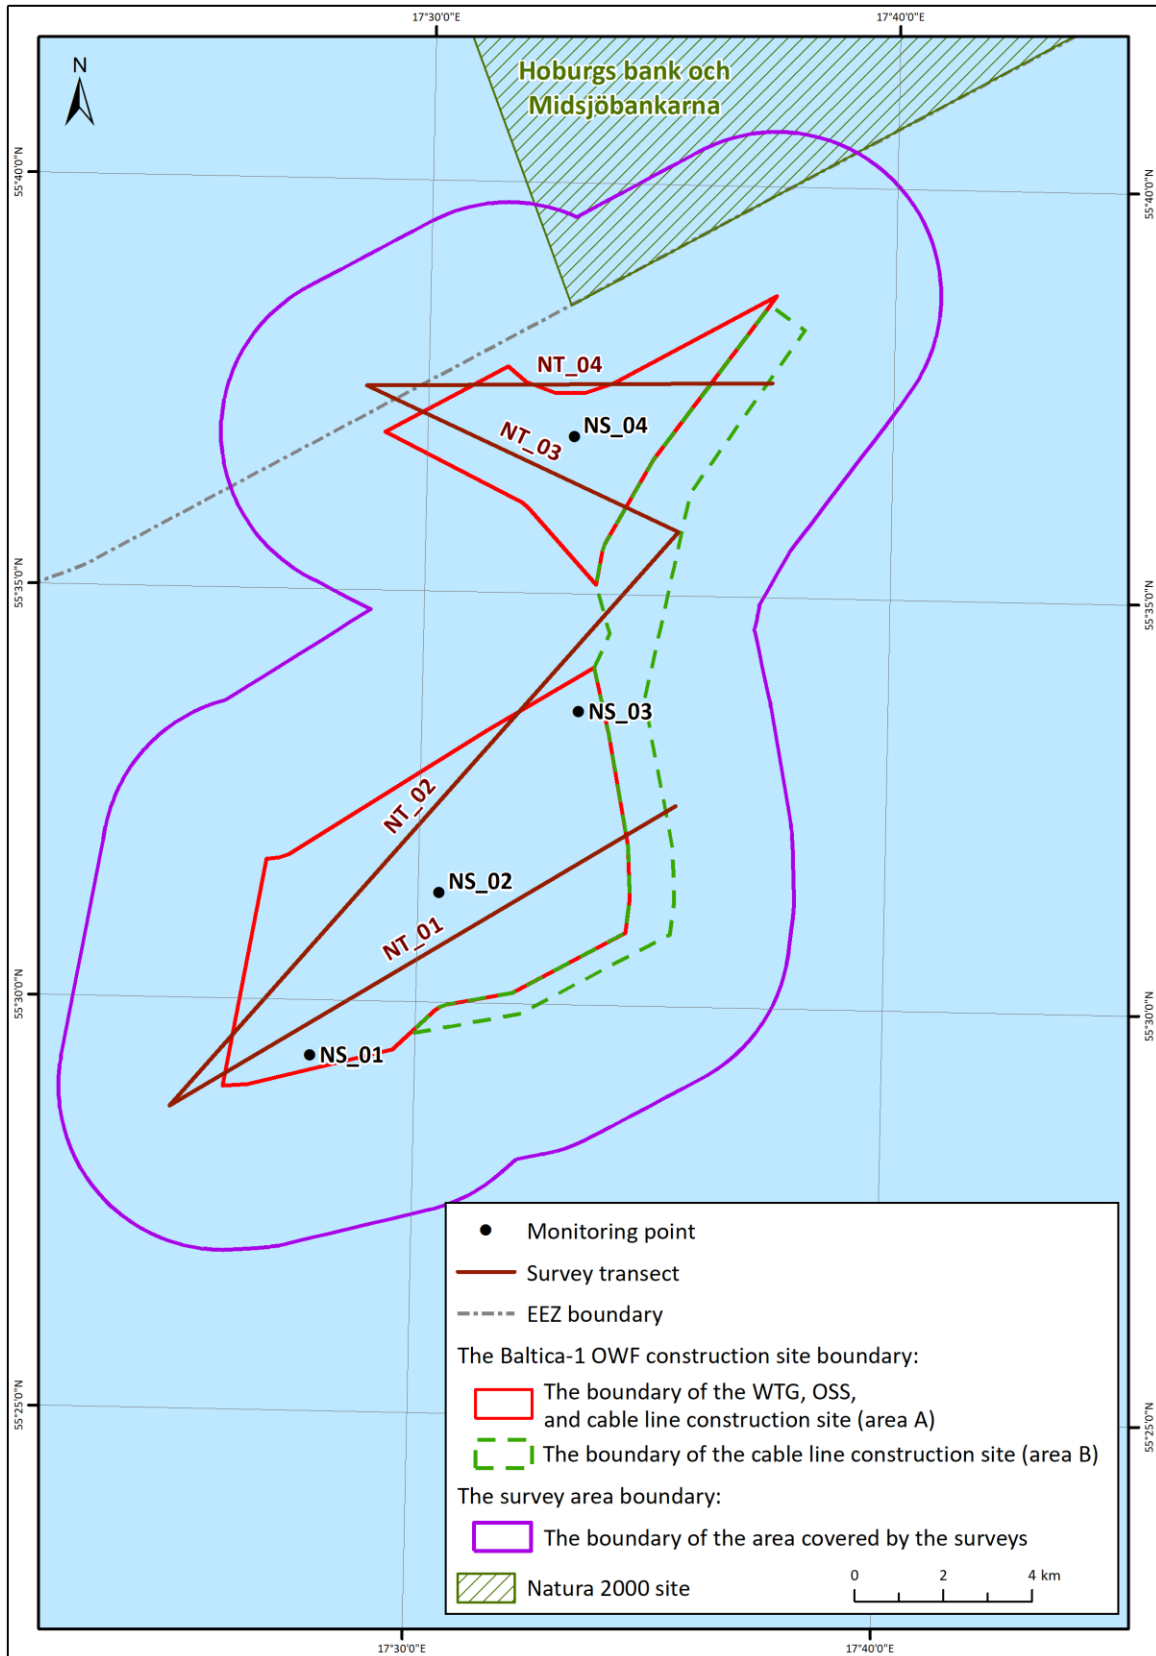 17°30'0"E
17°40'0"E
N
Hoburgs bank och
Midsjöbankarna
55°40'0"N
55°40'0"N
NT_04
NS_04
NT_03
55°35'0"N
55°35'0"N
NS_03
NT_02
NS_02
NT_01
55°30'0"N
55°30'0"N
NS_01
Monitoring point
Survey transect
EEZ boundary
The Baltica-1 OWF construction site boundary:
The boundary of the WTG, OSS,
and cable line construction site (area A)
The boundary of the cable line construction site (area B)
The survey area boundary:
The boundary of the area covered by the surveys
Natura 2000 site
0 2 4 km
55°25'0"N
55°25'0"N
17°30'0"E
17°40'0"E